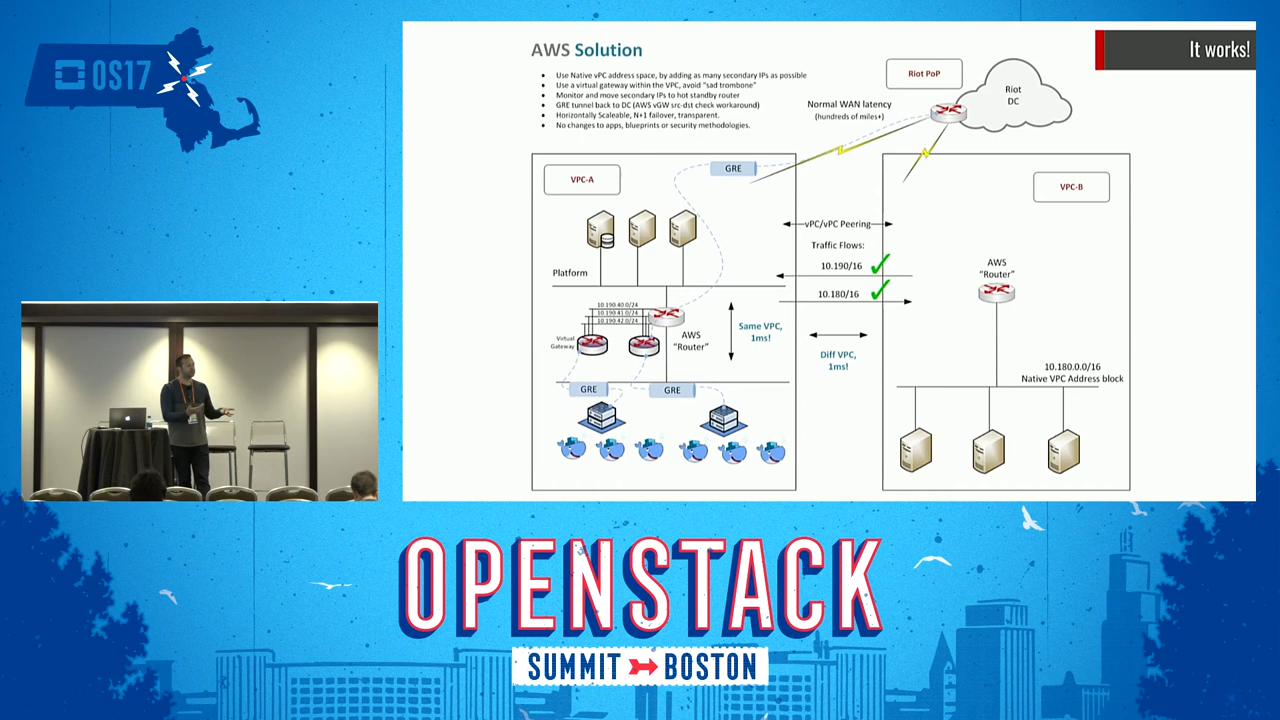 OS17
AWS Solution
• Use Native vPC address space, by adding as many secondary IPs as possible
• Use a virtual gateway within the VPC, avoid "sad trombone"
• Monitor and move secondary IPs to hot standby router
• GRE tunnel back to DC (AWS vGW src-dst check workaround)
• Horizontally Scaleable, N+1 failover, transparent.
• No changes to apps, blueprints or security methodologies.
It works!
Riot PoP
Riot
DC
Normal WAN latency
(hundreds of miles+)
GRE
VPC-A
VPC-B
vPC/vPC Peering
Traffic Flows:
10.190/16
10.180/16
Platform
10.190.40.0/24
10.190.41.0/24
10.190.42.0/24
Virtual
Gateway
AWS
"Router"
Same VPC,
1ms!
Diff VPC,
1ms!
AWS
"Router"
10.180.0.0/16
Native VPC Address block
GRE
GRE
OPENSTACK
SUMMIT BOSTON